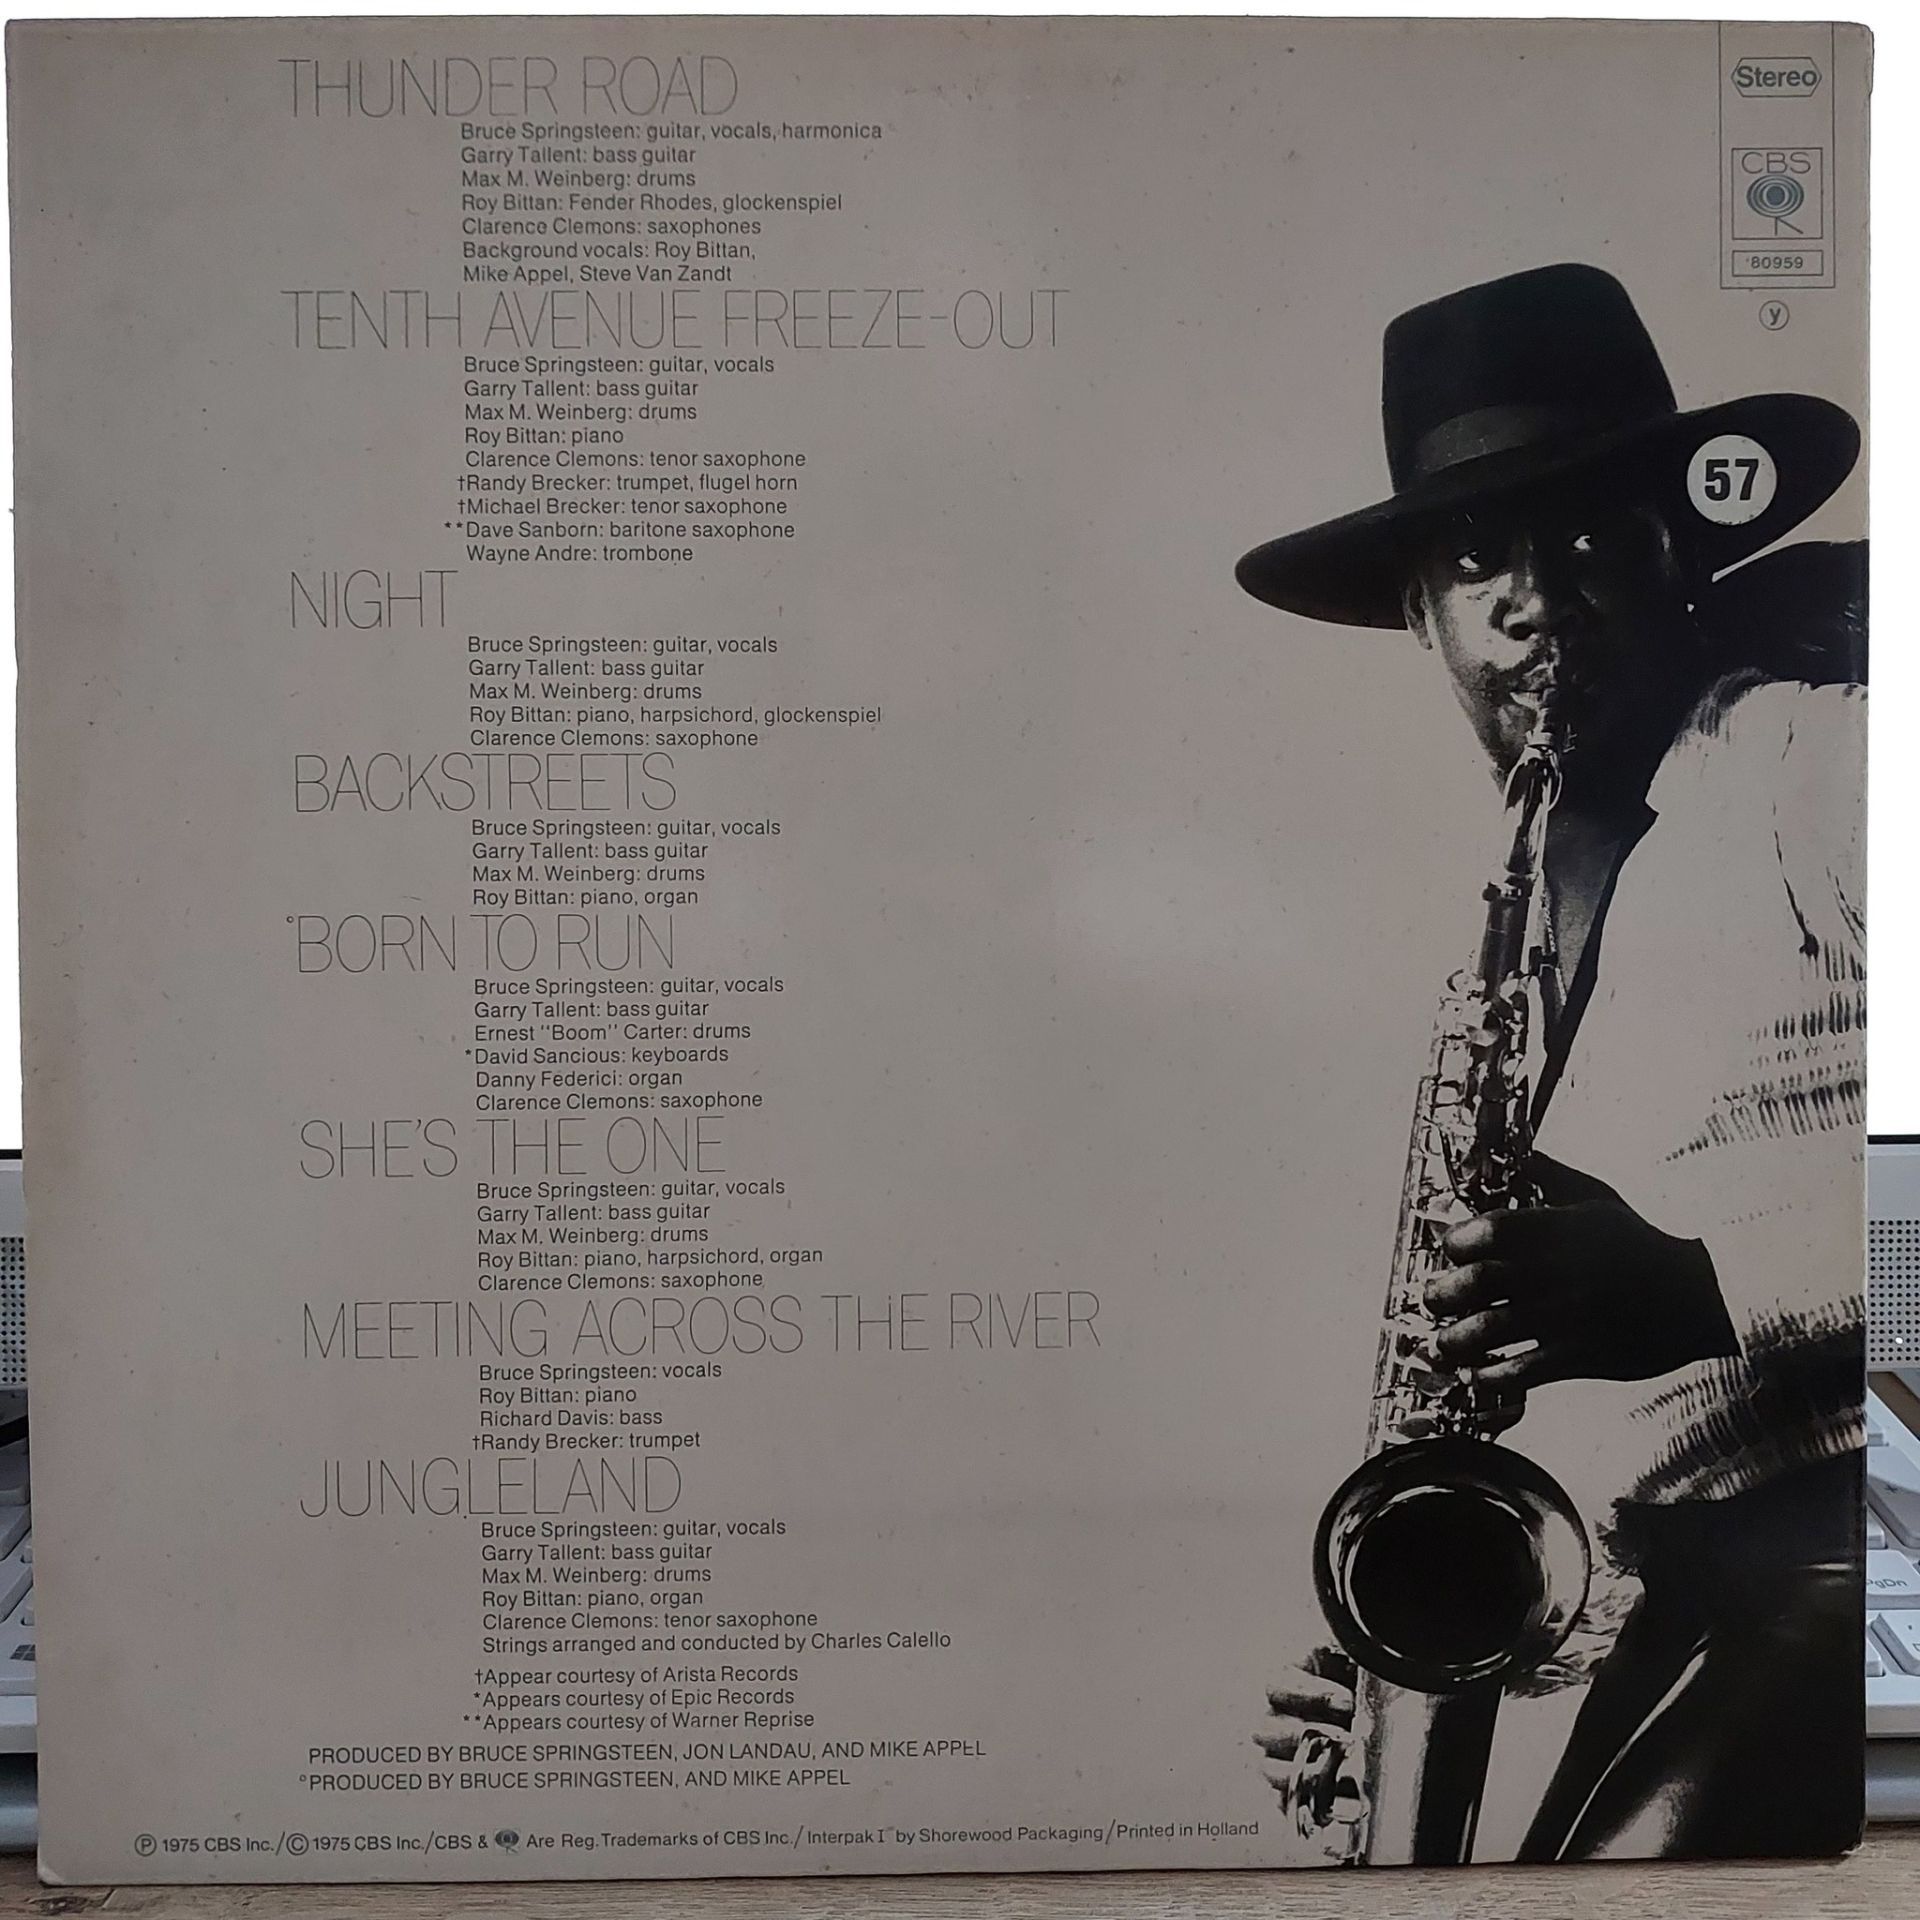 THUNDER ROAD
Bruce Springsteen: guitar, vocals, harmonica
Garry Tallent: bass guitar
Max M. Weinberg: drums
Roy Bittan: Fender Rhodes, glockenspiel
Clarence Clemons: saxophones
Background vocals: Roy Bittan,
Mike Appel, Steve Van Zandt
TENTH AVENUE FREEZE-OUT
Bruce Springsteen: guitar, vocals
Garry Tallent: bass guitar
Max M. Weinberg: drums
Roy Bittan: piano
Clarence Clemons: tenor saxophone
†Randy Brecker: trumpet, flugel horn
†Michael Brecker: tenor saxophone
**Dave Sanborn: baritone saxophone
Wayne Andre: trombone
NIGHT
Bruce Springsteen: guitar, vocals
Garry Tallent: bass guitar
Max M. Weinberg: drums
Roy Bittan: piano, harpsichord, glockenspiel
Clarence Clemons: saxophone
BACKSTREETS
Bruce Springsteen: guitar, vocals
Garry Tallent: bass guitar
Max M. Weinberg: drums
Roy Bittan: piano, organ
°BORN TO RUN
Bruce Springsteen: guitar, vocals
Garry Tallent: bass guitar
Ernest "Boom" Carter: drums
*David Sancious: keyboards
Danny Federici: organ
Clarence Clemons: saxophone
SHE'S THE ONE
Bruce Springsteen: guitar, vocals
Garry Tallent: bass guitar
Max M. Weinberg: drums
Roy Bittan: piano, harpsichord, organ
Clarence Clemons: saxophone
MEETING ACROSS THE RIVER
Bruce Springsteen: vocals
Roy Bittan: piano
Richard Davis: bass
†Randy Brecker: trumpet
JUNGLELAND
Bruce Springsteen: guitar, vocals
Garry Tallent: bass guitar
Max M. Weinberg: drums
Roy Bittan: piano, organ
Clarence Clemons: tenor saxophone
Strings arranged and conducted by Charles Calello
†Appear courtesy of Arista Records
*Appears courtesy of Epic Records
**Appears courtesy of Warner Reprise
PRODUCED BY BRUCE SPRINGSTEEN, JON LANDAU, AND MIKE APPEL
°PRODUCED BY BRUCE SPRINGSTEEN, AND MIKE APPEL
Ⓟ 1975 CBS Inc./© 1975 CBS Inc./CBS & Are Reg. Trademarks of CBS Inc./Interpak I by Shorewood Packaging/Printed in Holland
Stereo
CBS
80959
y
57
PgDn